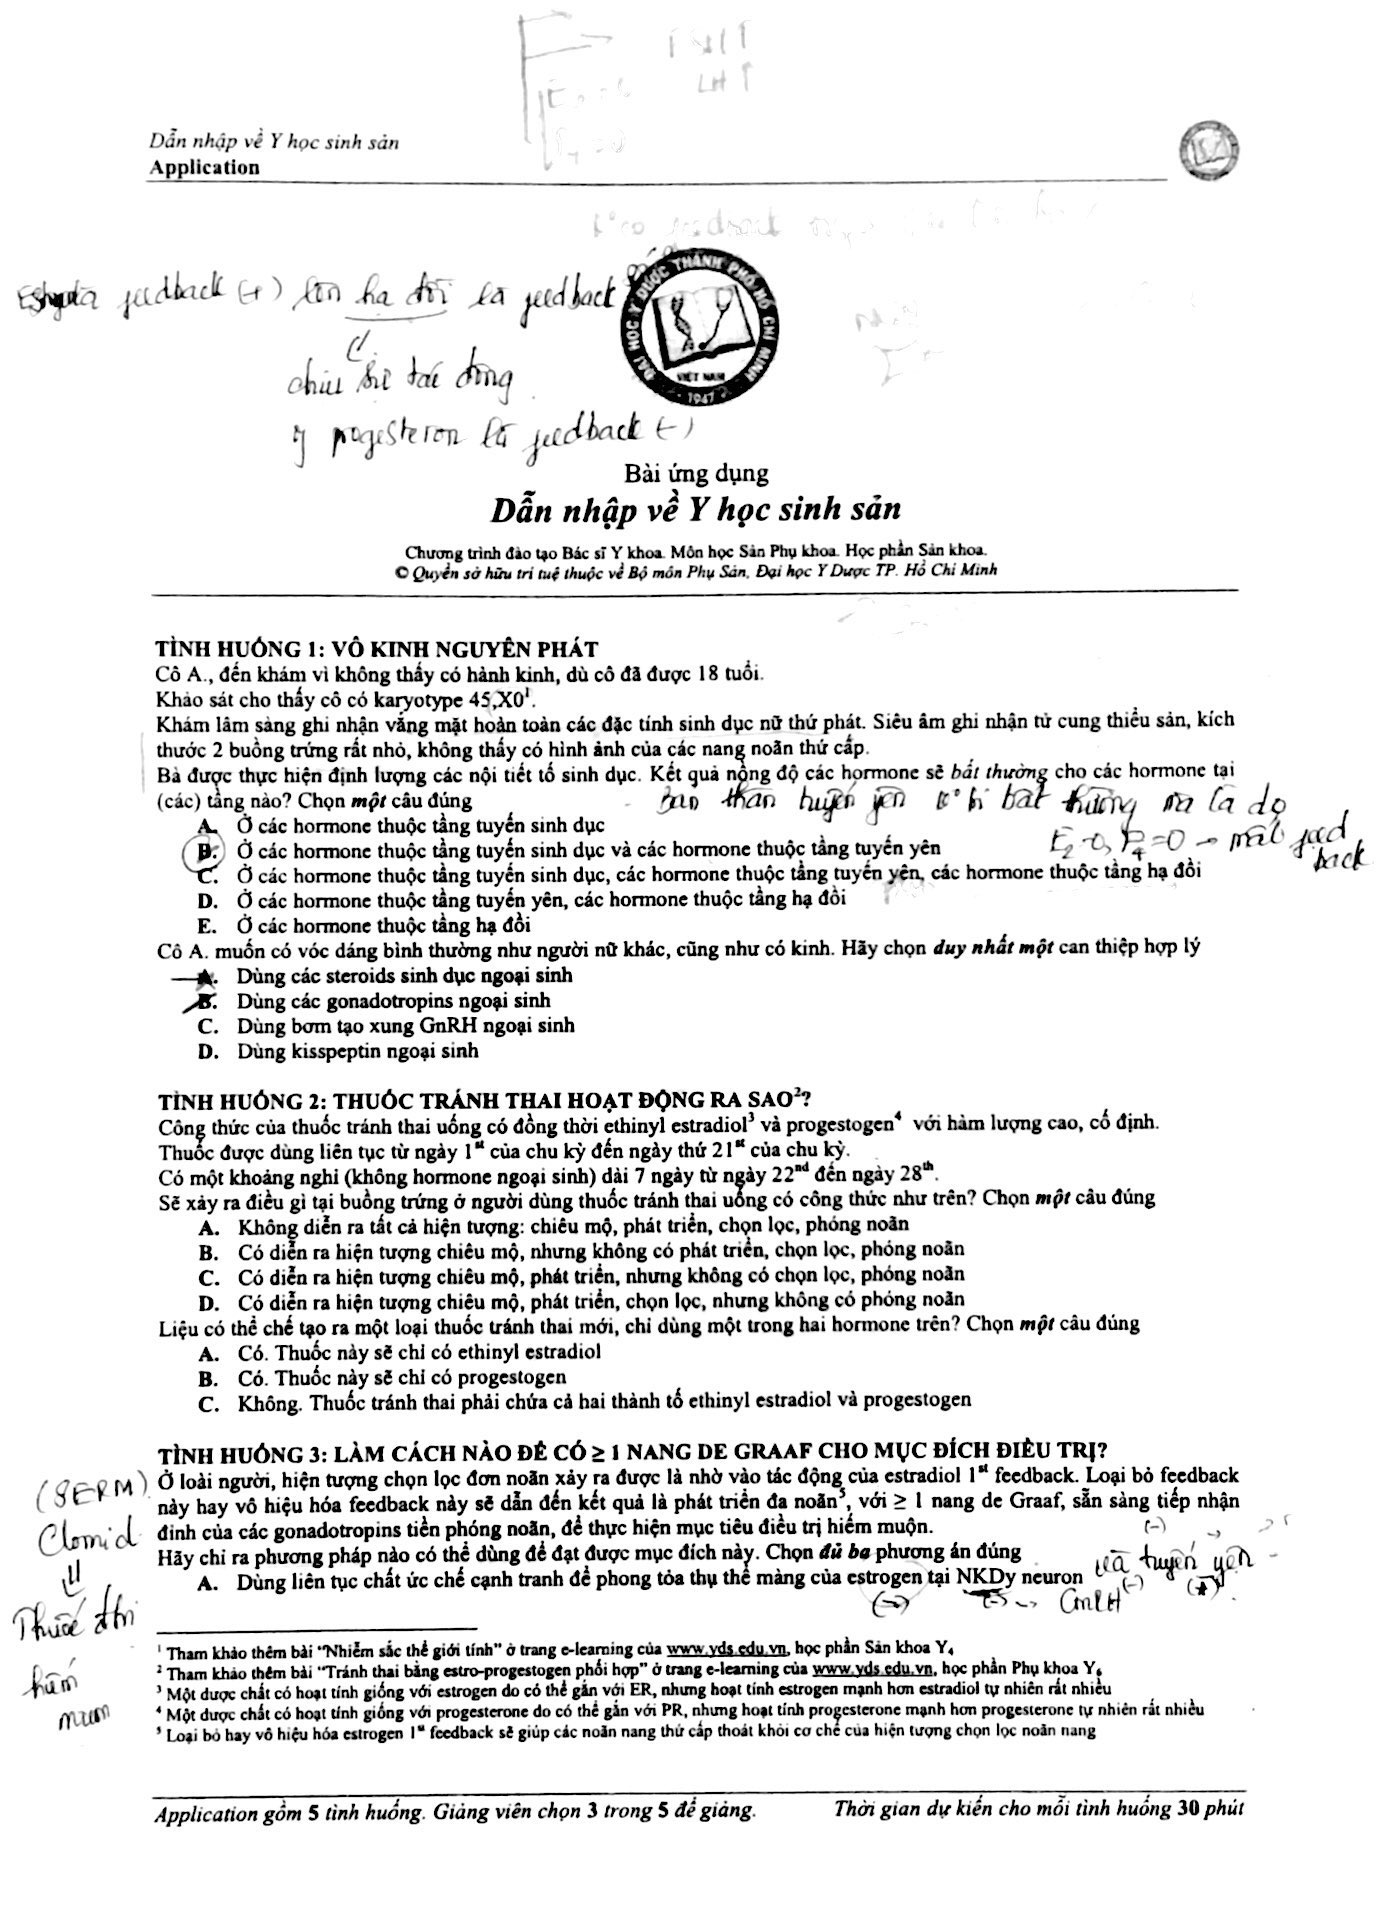 Dẫn nhập về Y học sinh sản
Application
feedback (+) lên hạ đồi là feedback
chịu sự tác động
progesteron là feedback (-)
ĐẠI HỌC Y DƯỢC THÀNH PHỐ HỒ CHÍ MINH
VIỆT NAM
1947
Bài ứng dụng
Dẫn nhập về Y học sinh sản
Chương trình đào tạo Bác sĩ Y khoa. Môn học Sản Phụ khoa. Học phần Sản khoa.
© Quyền sở hữu trí tuệ thuộc về Bộ môn Phụ Sản, Đại học Y Dược TP. Hồ Chí Minh
TÌNH HUỐNG 1: VÔ KINH NGUYÊN PHÁT
Cô A., đến khám vì không thấy có hành kinh, dù cô đã được 18 tuổi.
Khảo sát cho thấy cô có karyotype 45,X0¹.
Khám lâm sàng ghi nhận vắng mặt hoàn toàn các đặc tính sinh dục nữ thứ phát. Siêu âm ghi nhận tử cung thiểu sản, kích
thước 2 buồng trứng rất nhỏ, không thấy có hình ảnh của các nang noãn thứ cấp.
Bà được thực hiện định lượng các nội tiết tố sinh dục. Kết quả nồng độ các hormone sẽ bất thường cho các hormone tại
(các) tầng nào? Chọn một câu đúng
Bản thân tuyến yên k° bị bất thường mà là do
E₂=0, P₄=0 → mất feed back
A. Ở các hormone thuộc tầng tuyến sinh dục
B. Ở các hormone thuộc tầng tuyến sinh dục và các hormone thuộc tầng tuyến yên
C. Ở các hormone thuộc tầng tuyến sinh dục, các hormone thuộc tầng tuyến yên, các hormone thuộc tầng hạ đồi
D. Ở các hormone thuộc tầng tuyến yên, các hormone thuộc tầng hạ đồi
E. Ở các hormone thuộc tầng hạ đồi
Cô A. muốn có vóc dáng bình thường như người nữ khác, cũng như có kinh. Hãy chọn duy nhất một can thiệp hợp lý
A. Dùng các steroids sinh dục ngoại sinh
B. Dùng các gonadotropins ngoại sinh
C. Dùng bơm tạo xung GnRH ngoại sinh
D. Dùng kisspeptin ngoại sinh
TÌNH HUỐNG 2: THUỐC TRÁNH THAI HOẠT ĐỘNG RA SAO²?
Công thức của thuốc tránh thai uống có đồng thời ethinyl estradiol³ và progestogen⁴ với hàm lượng cao, cố định.
Thuốc được dùng liên tục từ ngày 1st của chu kỳ đến ngày thứ 21st của chu kỳ.
Có một khoảng nghỉ (không hormone ngoại sinh) dài 7 ngày từ ngày 22nd đến ngày 28th.
Sẽ xảy ra điều gì tại buồng trứng ở người dùng thuốc tránh thai uống có công thức như trên? Chọn một câu đúng
A. Không diễn ra tất cả hiện tượng: chiêu mộ, phát triển, chọn lọc, phóng noãn
B. Có diễn ra hiện tượng chiêu mộ, nhưng không có phát triển, chọn lọc, phóng noãn
C. Có diễn ra hiện tượng chiêu mộ, phát triển, nhưng không có chọn lọc, phóng noãn
D. Có diễn ra hiện tượng chiêu mộ, phát triển, chọn lọc, nhưng không có phóng noãn
Liệu có thể chế tạo ra một loại thuốc tránh thai mới, chỉ dùng một trong hai hormone trên? Chọn một câu đúng
A. Có. Thuốc này sẽ chỉ có ethinyl estradiol
B. Có. Thuốc này sẽ chỉ có progestogen
C. Không. Thuốc tránh thai phải chứa cả hai thành tố ethinyl estradiol và progestogen
TÌNH HUỐNG 3: LÀM CÁCH NÀO ĐỂ CÓ ≥ 1 NANG DE GRAAF CHO MỤC ĐÍCH ĐIỀU TRỊ?
Ở loài người, hiện tượng chọn lọc đơn noãn xảy ra được là nhờ vào tác động của estradiol 1st feedback. Loại bỏ feedback
này hay vô hiệu hóa feedback này sẽ dẫn đến kết quả là phát triển đa noãn⁵, với ≥ 1 nang de Graaf, sẵn sàng tiếp nhận
đỉnh của các gonadotropins tiền phóng noãn, để thực hiện mục tiêu điều trị hiếm muộn.
Hãy chỉ ra phương pháp nào có thể dùng để đạt được mục đích này. Chọn đủ ba phương án đúng
A. Dùng liên tục chất ức chế cạnh tranh để phong tỏa thụ thể màng của estrogen tại NKDy neuron
và tuyến yên
GnRH
(SERM)
Clomid
Thuốc đtrị
hiếm
muộn
¹ Tham khảo thêm bài “Nhiễm sắc thể giới tính” ở trang e-learning của www.yds.edu.vn, học phần Sản khoa Y₄
² Tham khảo thêm bài “Tránh thai bằng estro-progestogen phối hợp” ở trang e-learning của www.yds.edu.vn, học phần Phụ khoa Y₆
³ Một dược chất có hoạt tính giống với estrogen do có thể gắn với ER, nhưng hoạt tính estrogen mạnh hơn estradiol tự nhiên rất nhiều
⁴ Một dược chất có hoạt tính giống với progesterone do có thể gắn với PR, nhưng hoạt tính progesterone mạnh hơn progesterone tự nhiên rất nhiều
⁵ Loại bỏ hay vô hiệu hóa estrogen 1st feedback sẽ giúp các noãn nang thứ cấp thoát khỏi cơ chế của hiện tượng chọn lọc noãn nang
Application gồm 5 tình huống. Giảng viên chọn 3 trong 5 để giảng.
Thời gian dự kiến cho mỗi tình huống 30 phút